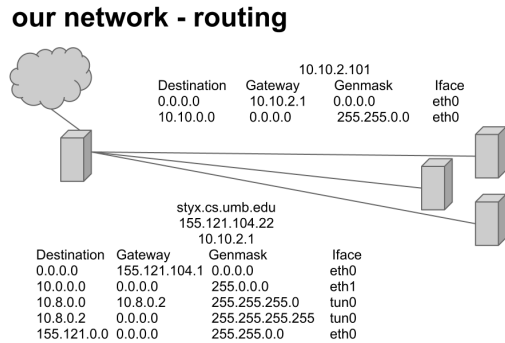 our network - routing
10.10.2.101
Destination Gateway Genmask Iface
0.0.0.0 10.10.2.1 0.0.0.0 eth0
10.10.0.0 0.0.0.0 255.255.0.0 eth0
styx.cs.umb.edu
155.121.104.22
10.10.2.1
Destination Gateway Genmask Iface
0.0.0.0 155.121.104.1 0.0.0.0 eth0
10.0.0.0 0.0.0.0 255.0.0.0 eth1
10.8.0.0 10.8.0.2 255.255.255.0 tun0
10.8.0.2 0.0.0.0 255.255.255.255 tun0
155.121.0.0 0.0.0.0 255.255.0.0 eth0